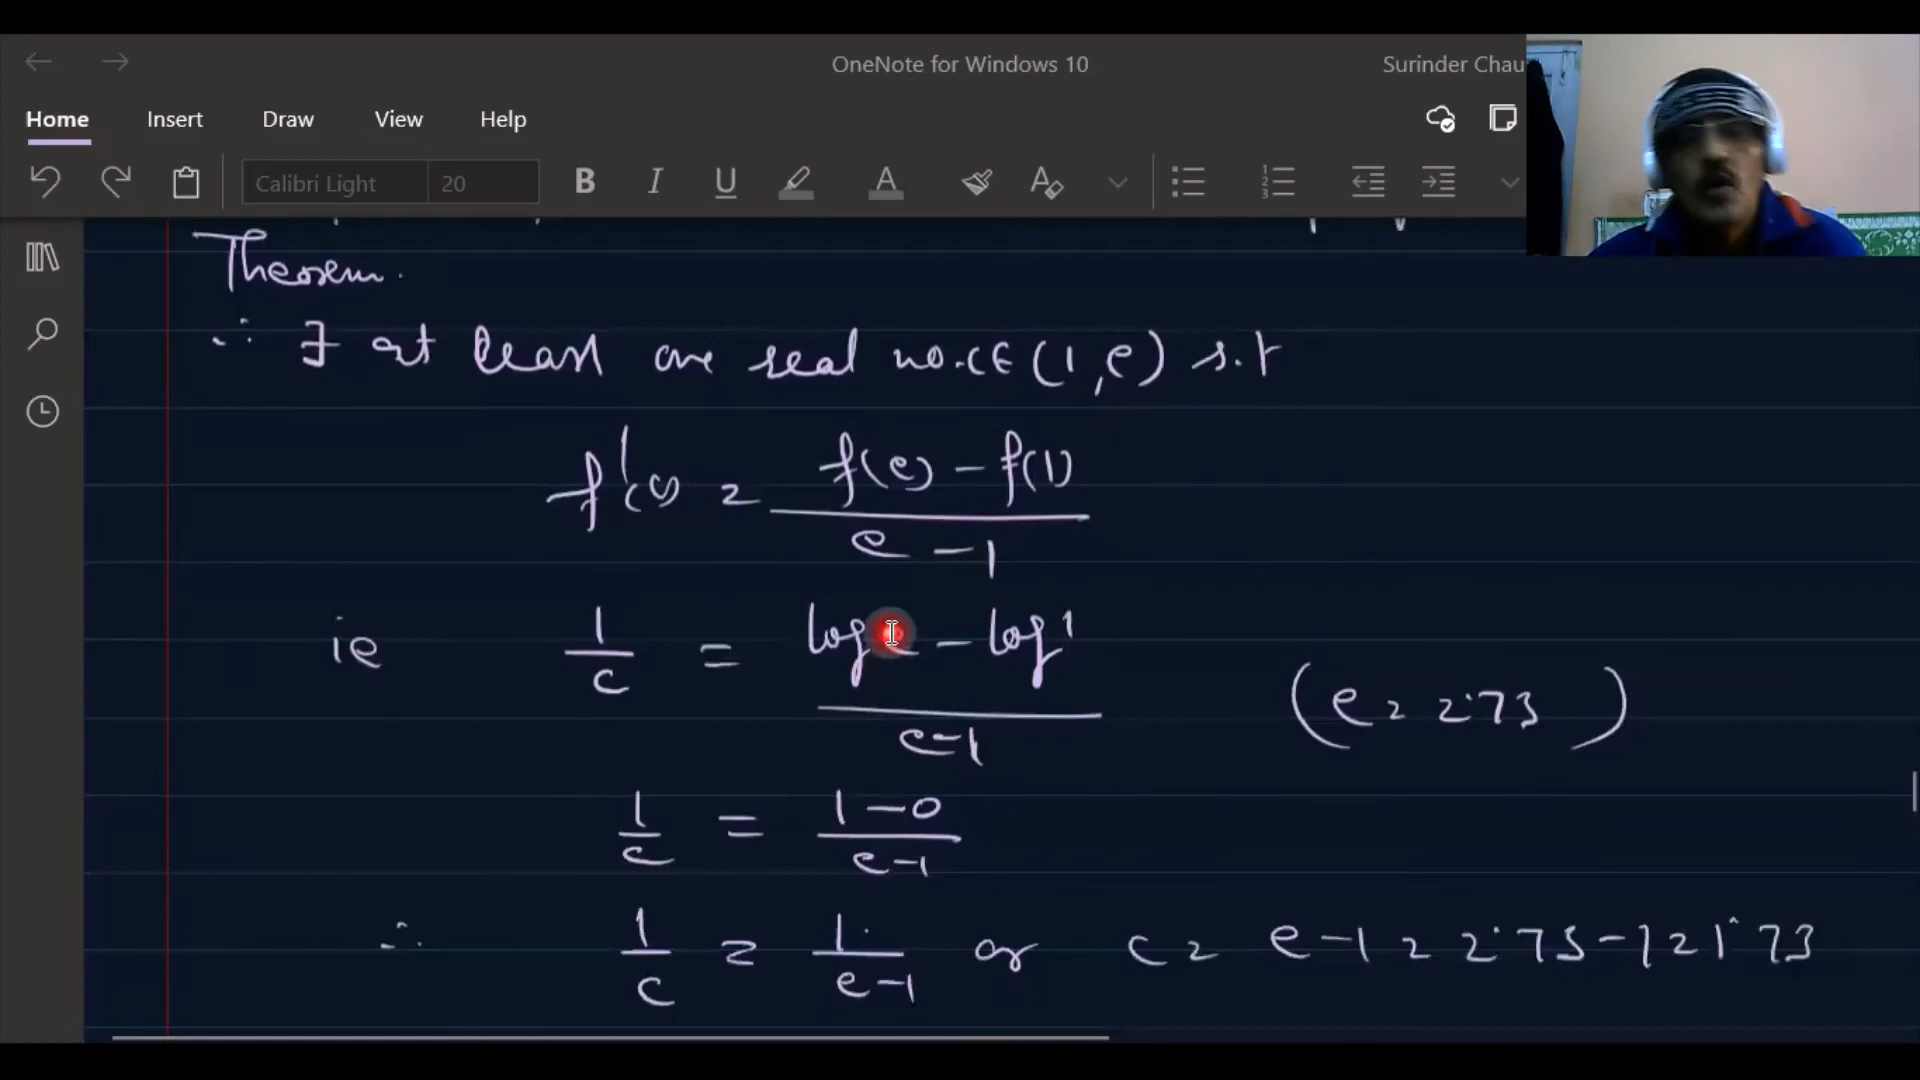 OneNote for Windows 10
Surinder Chau
Home Insert Draw View Help
Calibri Light 20 B I U A A
Theorem.
∴ ∃ at least one real no. c ∈ (1, e) s.t
f'(c) = f(e) - f(1) / e - 1
ie 1/c = log e - log 1 / e-1 (e = 2.73)
1/c = 1-0 / e-1
∴ 1/c = 1/e-1 or c = e-1 = 2.73-1 = 1.73